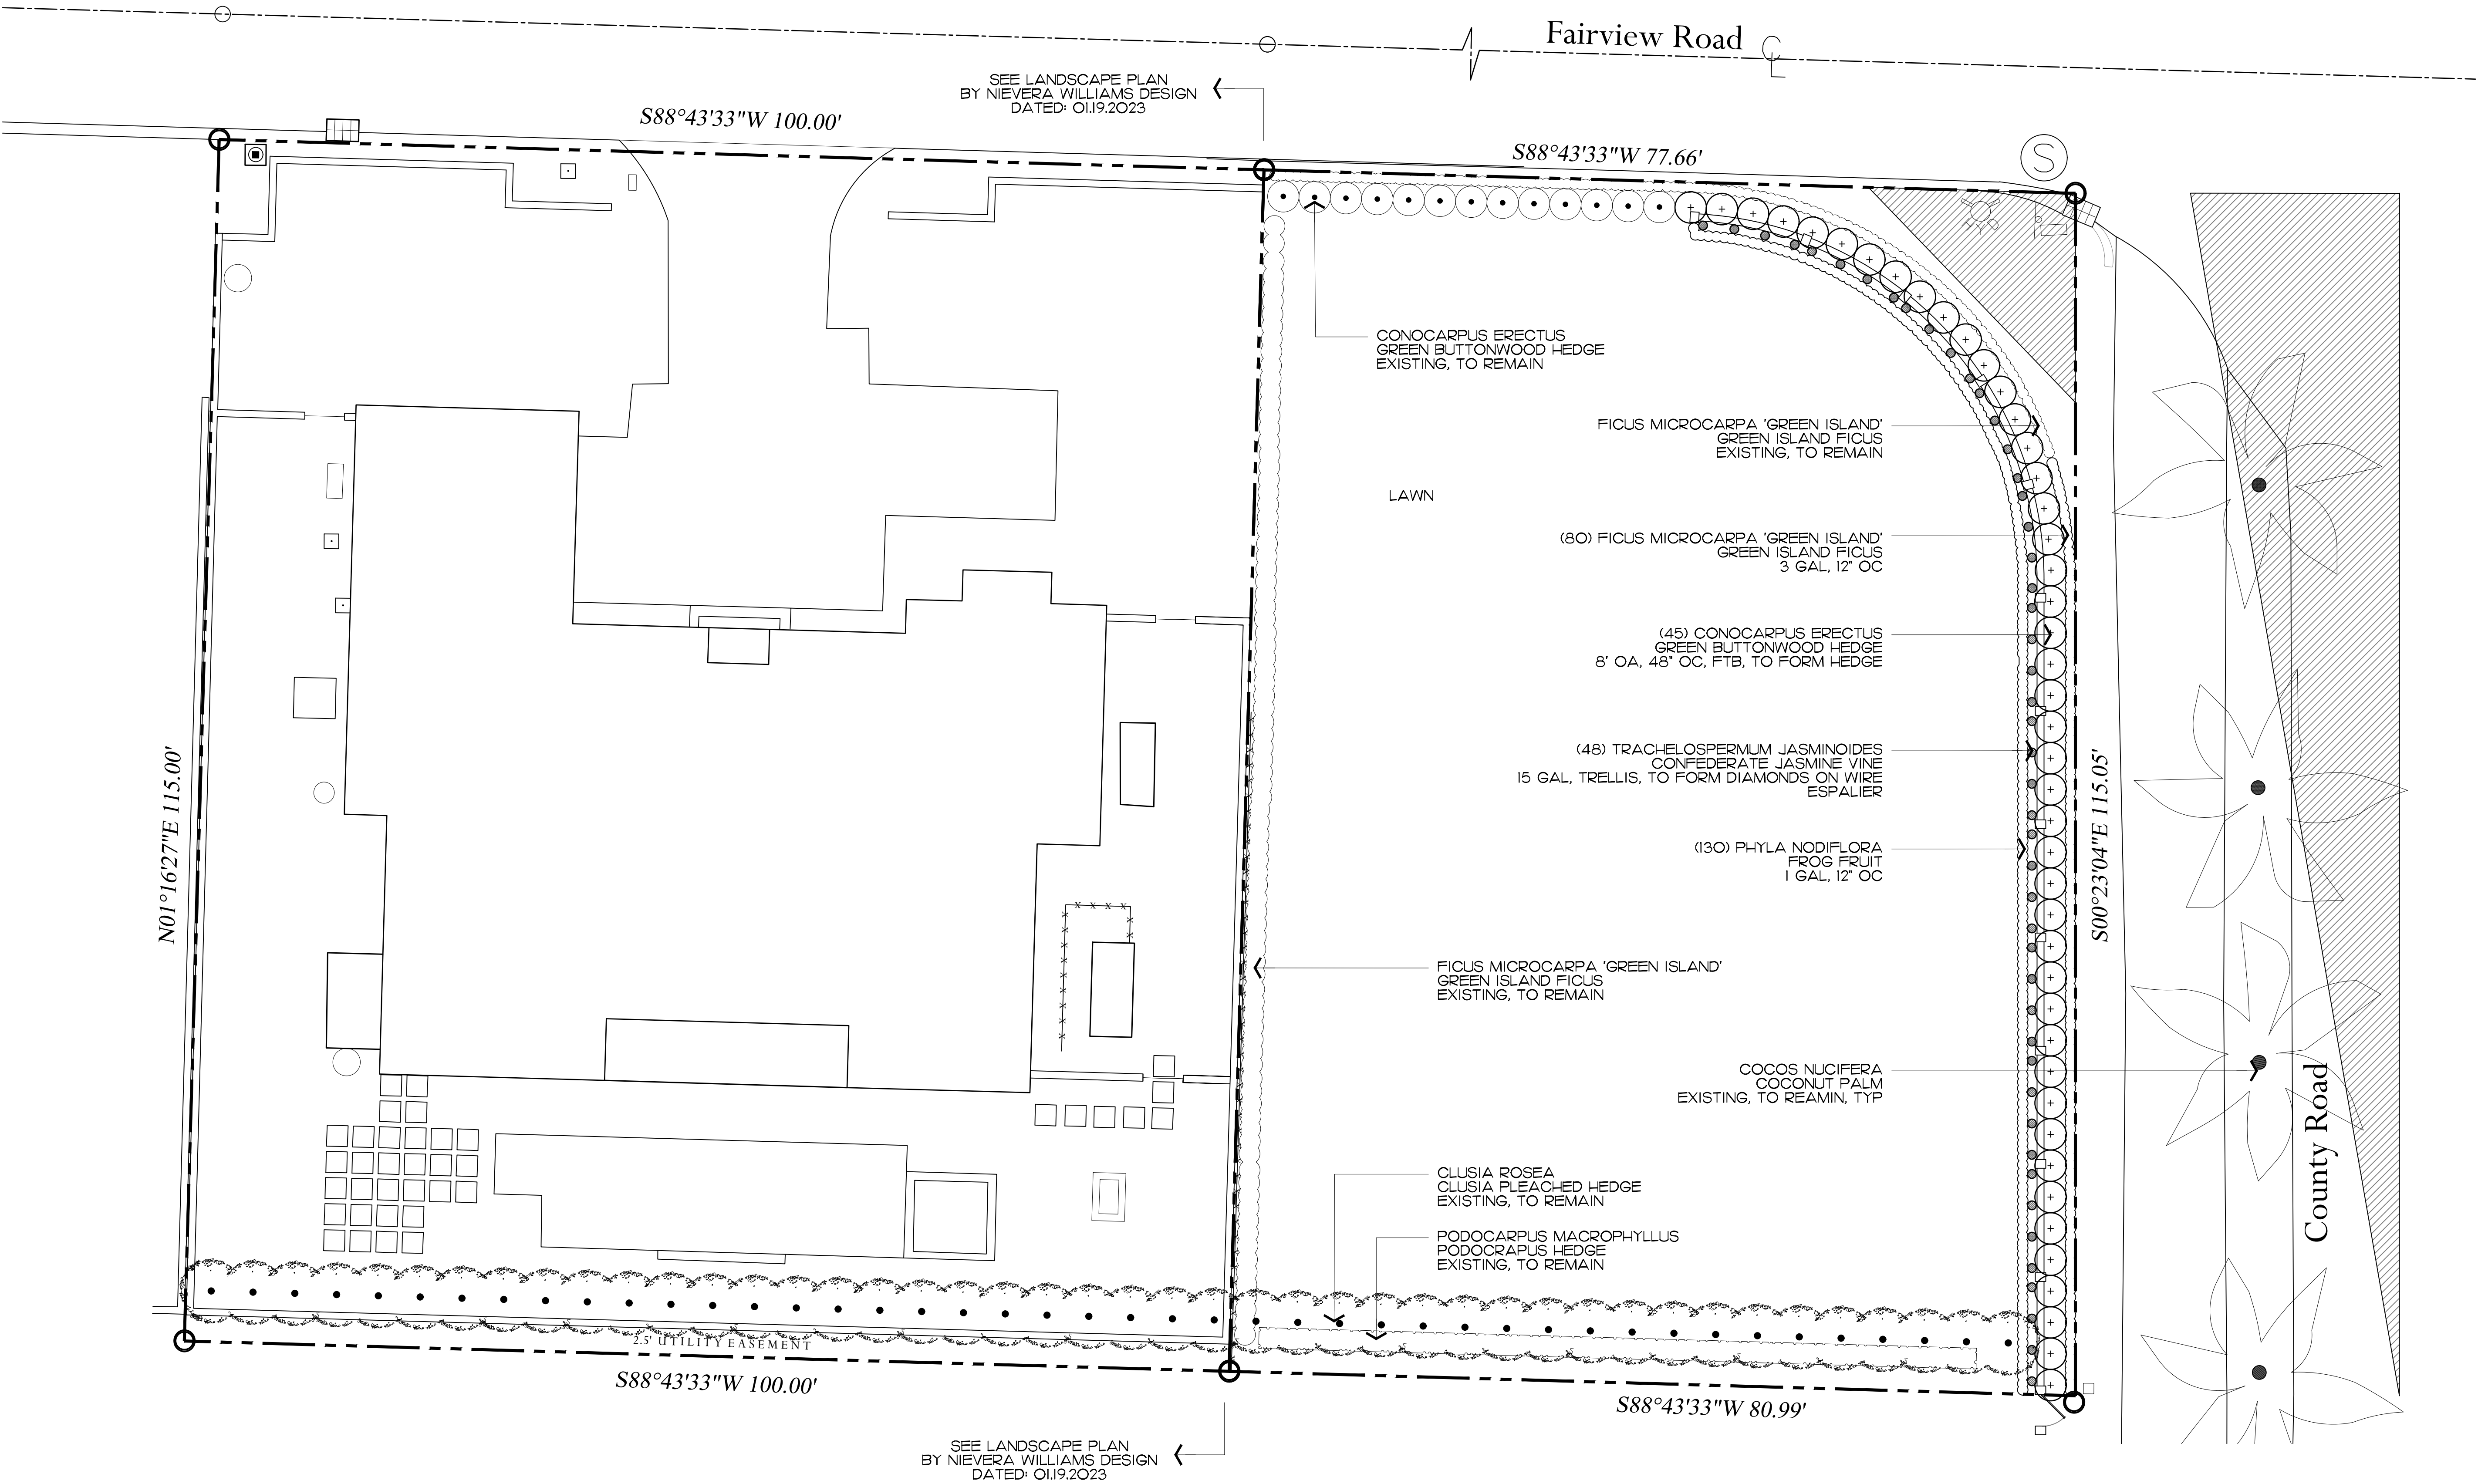 Fairview Road
SEE LANDSCAPE PLAN
BY NIEVERA WILLIAMS DESIGN
DATED: 01.19.2023
S88°43'33"W 100.00'
S88°43'33"W 77.66'
S
CONOCARPUS ERECTUS
GREEN BUTTONWOOD HEDGE
EXISTING, TO REMAIN
FICUS MICROCARPA 'GREEN ISLAND'
GREEN ISLAND FICUS
EXISTING, TO REMAIN
LAWN
(80) FICUS MICROCARPA 'GREEN ISLAND'
GREEN ISLAND FICUS
3 GAL, 12" OC
(45) CONOCARPUS ERECTUS
GREEN BUTTONWOOD HEDGE
8' OA, 48" OC, FTB, TO FORM HEDGE
(48) TRACHELOSPERMUM JASMINOIDES
CONFEDERATE JASMINE VINE
15 GAL, TRELLIS, TO FORM DIAMONDS ON WIRE
ESPALIER
N01°16'27"E 115.00'
S00°23'04"E 115.05'
(130) PHYLA NODIFLORA
FROG FRUIT
1 GAL, 12" OC
FICUS MICROCARPA 'GREEN ISLAND'
GREEN ISLAND FICUS
EXISTING, TO REMAIN
COCOS NUCIFERA
COCONUT PALM
EXISTING, TO REAMIN, TYP
County Road
CLUSIA ROSEA
CLUSIA PLEACHED HEDGE
EXISTING, TO REMAIN
PODOCARPUS MACROPHYLLUS
PODOCRAPUS HEDGE
EXISTING, TO REMAIN
2.5' UTILITY EASEMENT
S88°43'33"W 100.00'
S88°43'33"W 80.99'
SEE LANDSCAPE PLAN
BY NIEVERA WILLIAMS DESIGN
DATED: 01.19.2023